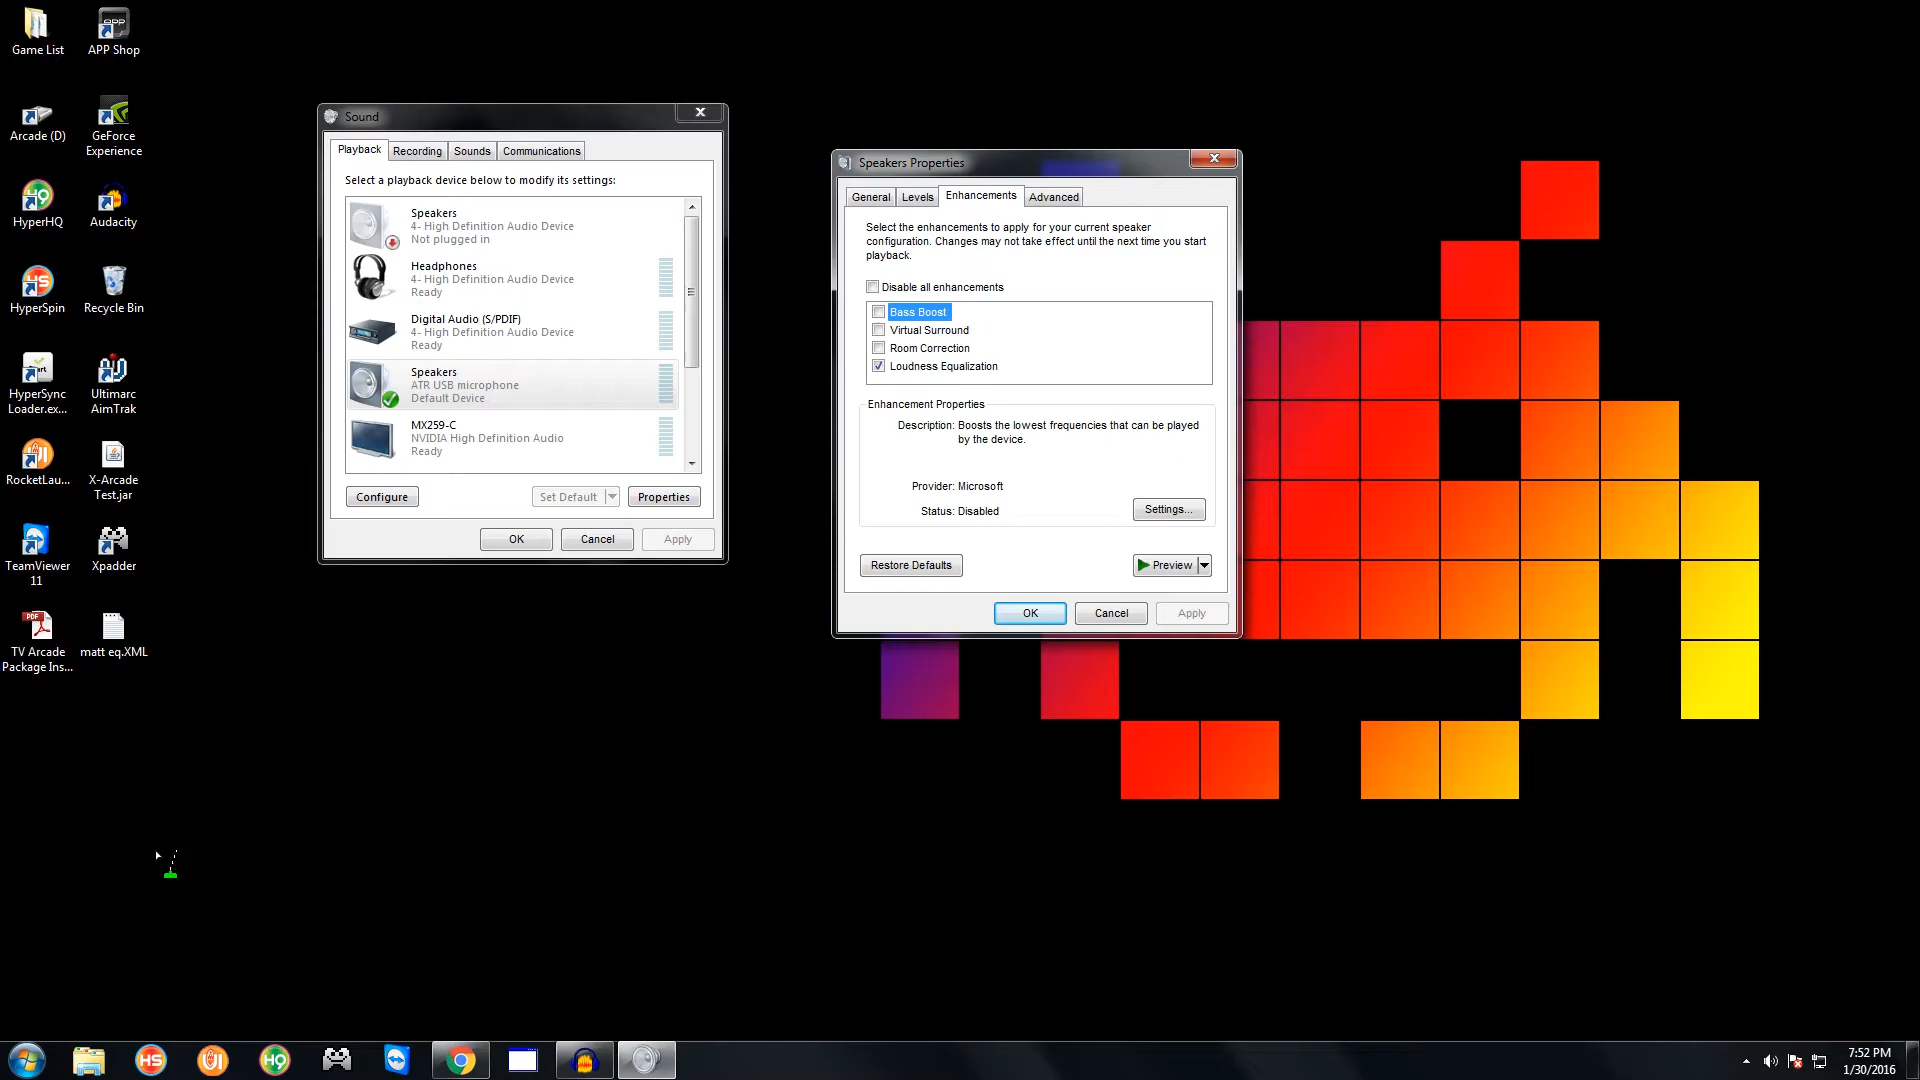 Game List
APP Shop
Arcade (D)
GeForce
Experience
HyperHQ
Audacity
HyperSpin
Recycle Bin
HyperSync
Loader.ex...
Ultimarc
AimTrak
RocketLau...
X-Arcade
Test.jar
TeamViewer
11
Xpadder
TV Arcade
Package Ins...
matt eq.XML
Sound
Playback
Recording
Sounds
Communications
Select a playback device below to modify its settings:
Speakers
4- High Definition Audio Device
Not plugged in
Headphones
4- High Definition Audio Device
Ready
Digital Audio (S/PDIF)
4- High Definition Audio Device
Ready
Speakers
ATR USB microphone
Default Device
MX259-C
NVIDIA High Definition Audio
Ready
Configure
Set Default
Properties
OK
Cancel
Apply
Speakers Properties
General
Levels
Enhancements
Advanced
Select the enhancements to apply for your current speaker
configuration. Changes may not take effect until the next time you start
playback.
Disable all enhancements
Bass Boost
Virtual Surround
Room Correction
Loudness Equalization
Enhancement Properties
Description: Boosts the lowest frequencies that can be played
by the device.
Provider: Microsoft
Status: Disabled
Settings...
Restore Defaults
Preview
OK
Cancel
Apply
7:52 PM
1/30/2016